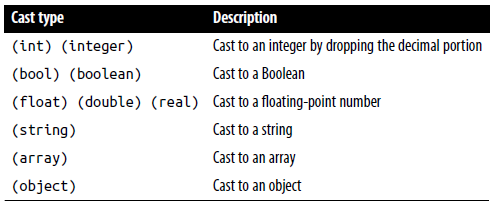 Cast type Description
(int) (integer) Cast to an integer by dropping the decimal portion
(bool) (boolean) Cast to a Boolean
(float) (double) (real) Cast to a floating-point number
(string) Cast to a string
(array) Cast to an array
(object) Cast to an object